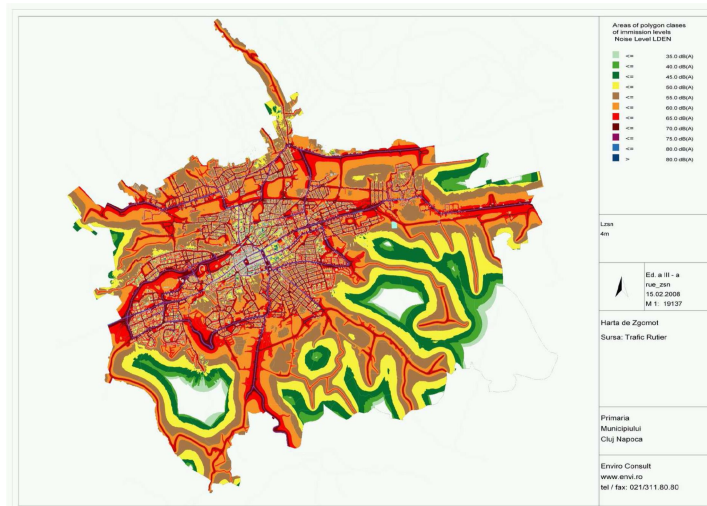 Areas of polygon clases
of immission levels
Noise Level LDEN
<= 35.0 dB(A)
<= 40.0 dB(A)
<= 45.0 dB(A)
<= 50.0 dB(A)
<= 55.0 dB(A)
<= 60.0 dB(A)
<= 65.0 dB(A)
<= 70.0 dB(A)
<= 75.0 dB(A)
<= 80.0 dB(A)
> 80.0 dB(A)
Lzsn
4m
Ed. a III - a
rue_zsn
15.02.2008
M 1: 19137
Harta de Zgomot
Sursa: Trafic Rutier
Primaria
Municipiului
Cluj Napoca
Enviro Consult
www.envi.ro
tel / fax: 021/311.80.80